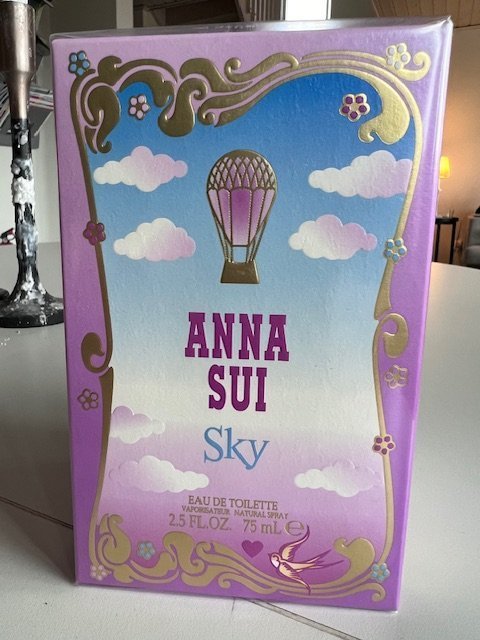 ANNA
SUI
Sky
EAU DE TOILETTE
VAPORISATEUR NATURAL SPRAY
2.5 FL.OZ. 75 mL ℮